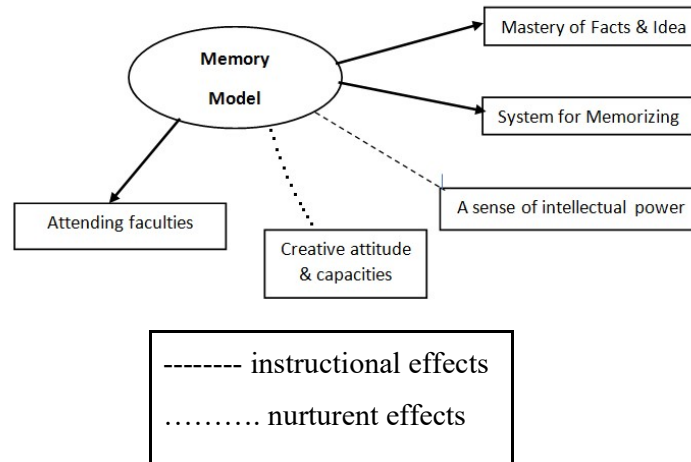 Memory
Model
Mastery of Facts & Idea
System for Memorizing
A sense of intellectual power
Attending faculties
Creative attitude
& capacities
-------- instructional effects
.......... nurturent effects